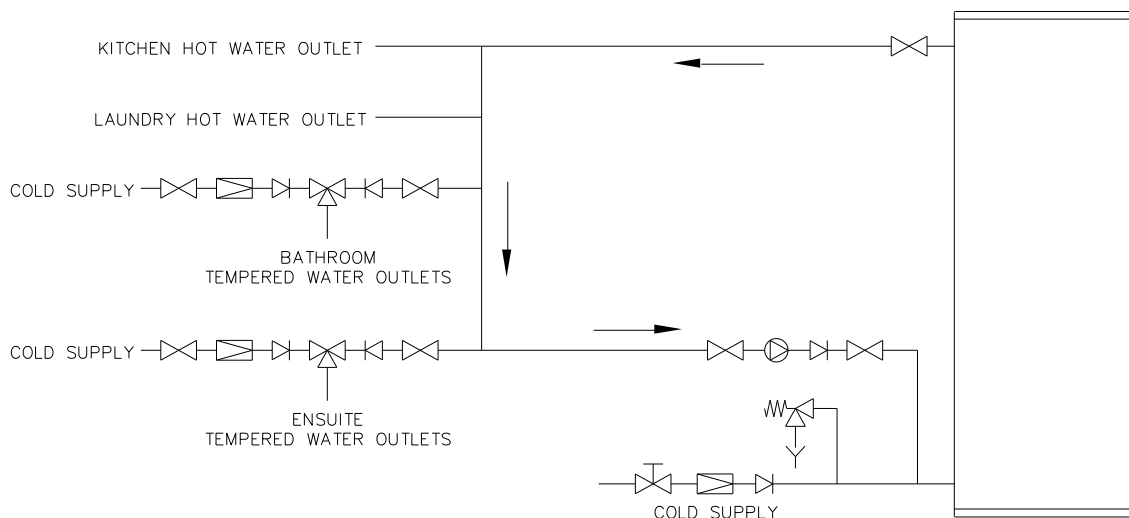 KITCHEN HOT WATER OUTLET
LAUNDRY HOT WATER OUTLET
COLD SUPPLY
BATHROOM
TEMPERED WATER OUTLETS
COLD SUPPLY
ENSUITE
TEMPERED WATER OUTLETS
COLD SUPPLY